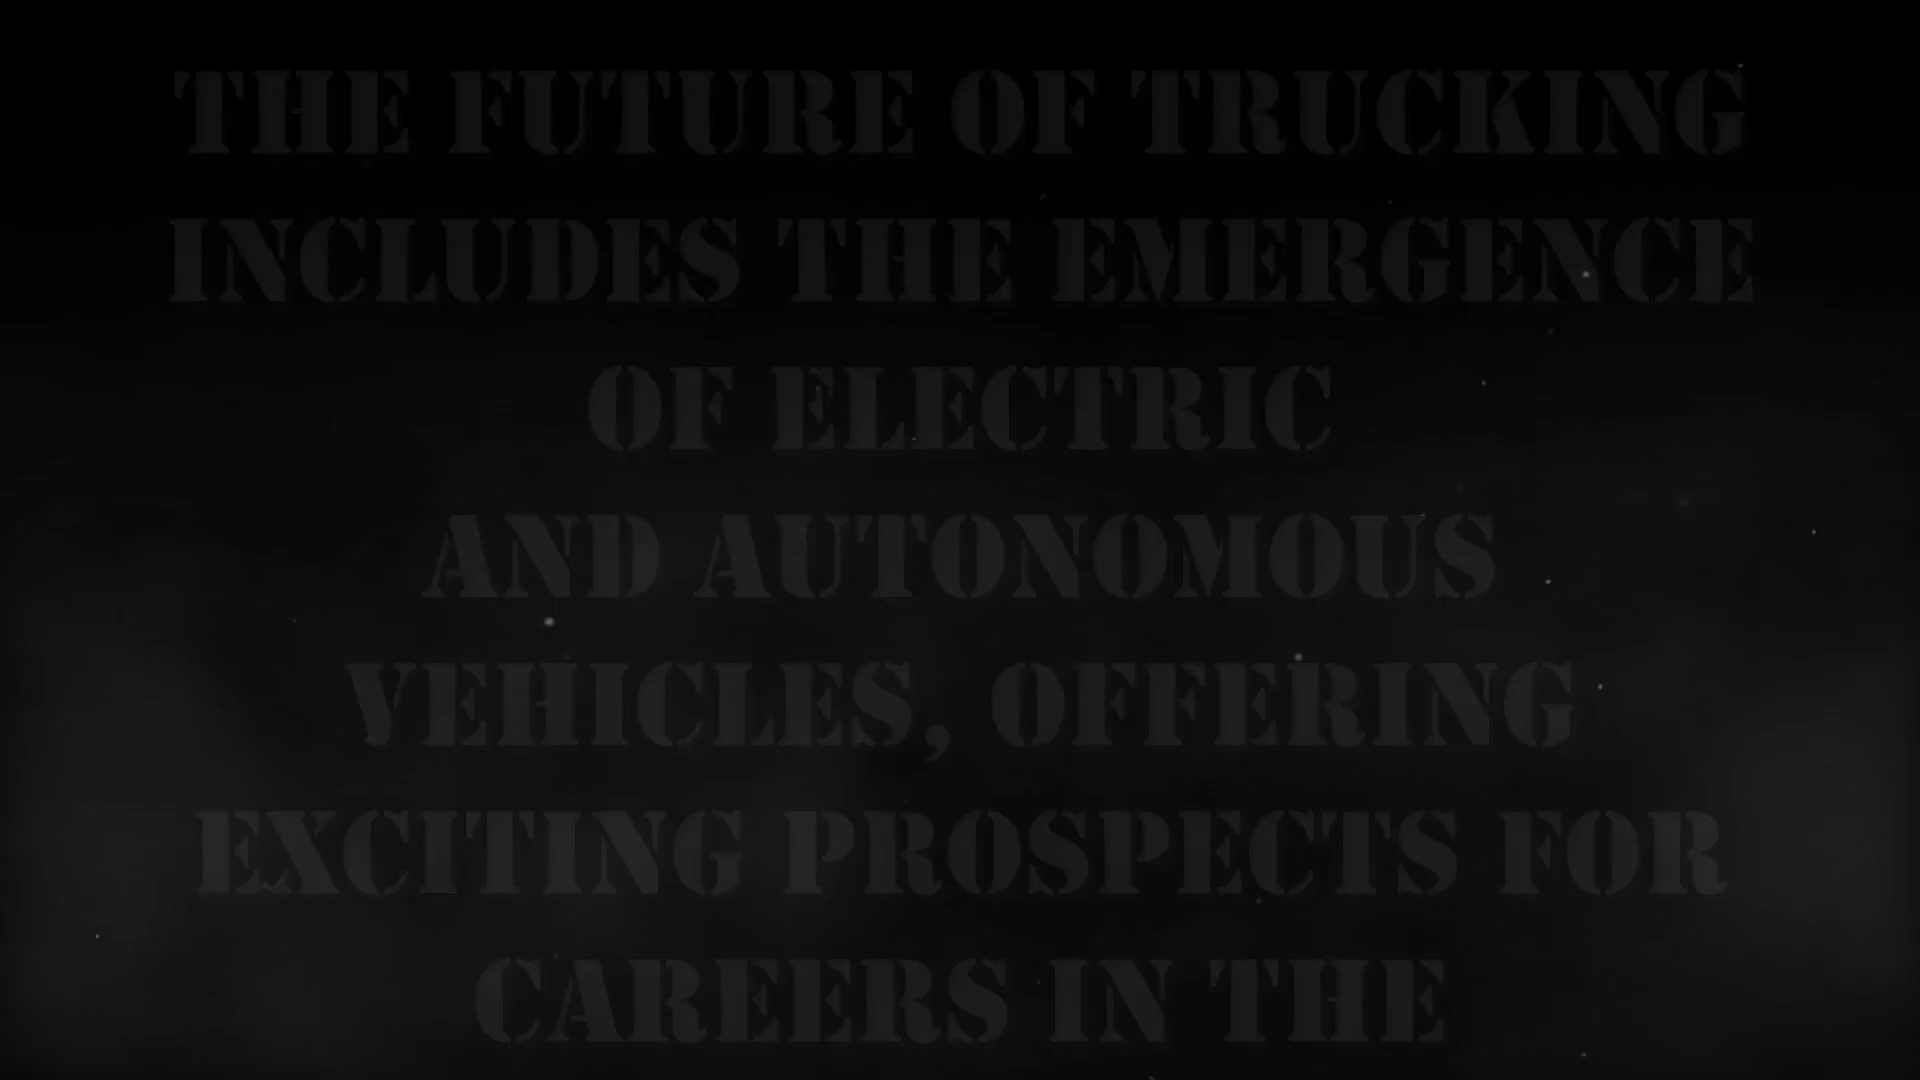 THE FUTURE OF TRUCKING
INCLUDES THE EMERGENCE
OF ELECTRIC
AND AUTONOMOUS
VEHICLES, OFFERING
EXCITING PROSPECTS FOR
CAREERS IN THE